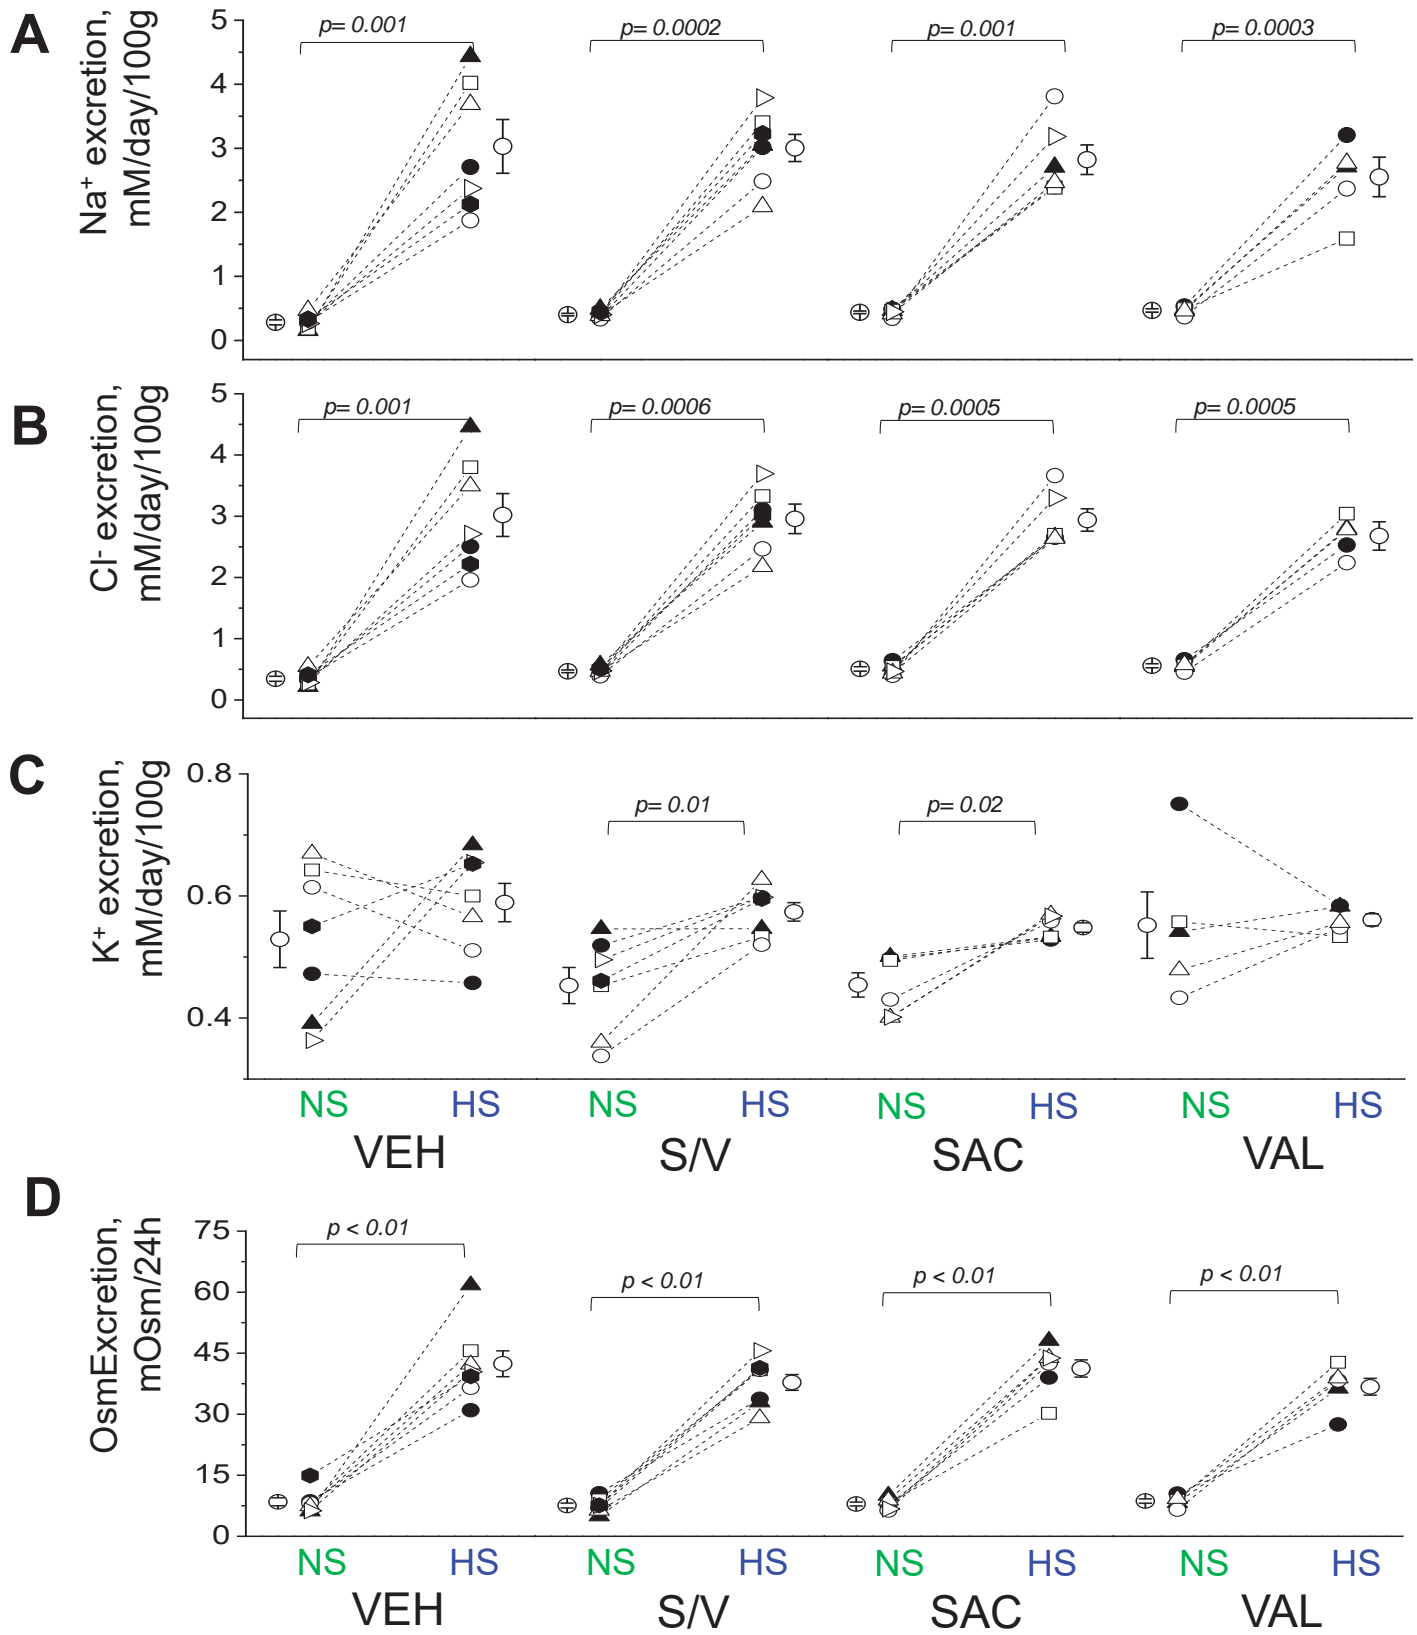 A
Na⁺ excretion,
mM/day/100g
5
4
3
2
1
0
p= 0.001
p= 0.0002
p= 0.001
p= 0.0003
B
Cl⁻ excretion,
mM/day/100g
5
4
3
2
1
0
p= 0.001
p= 0.0006
p= 0.0005
p= 0.0005
C
K⁺ excretion,
mM/day/100g
0.8
0.6
0.4
p= 0.01
p= 0.02
NS HS NS HS NS HS NS HS
VEH S/V SAC VAL
D
OsmExcretion,
mOsm/24h
75
60
45
30
15
0
p < 0.01
p < 0.01
p < 0.01
p < 0.01
NS HS NS HS NS HS NS HS
VEH S/V SAC VAL